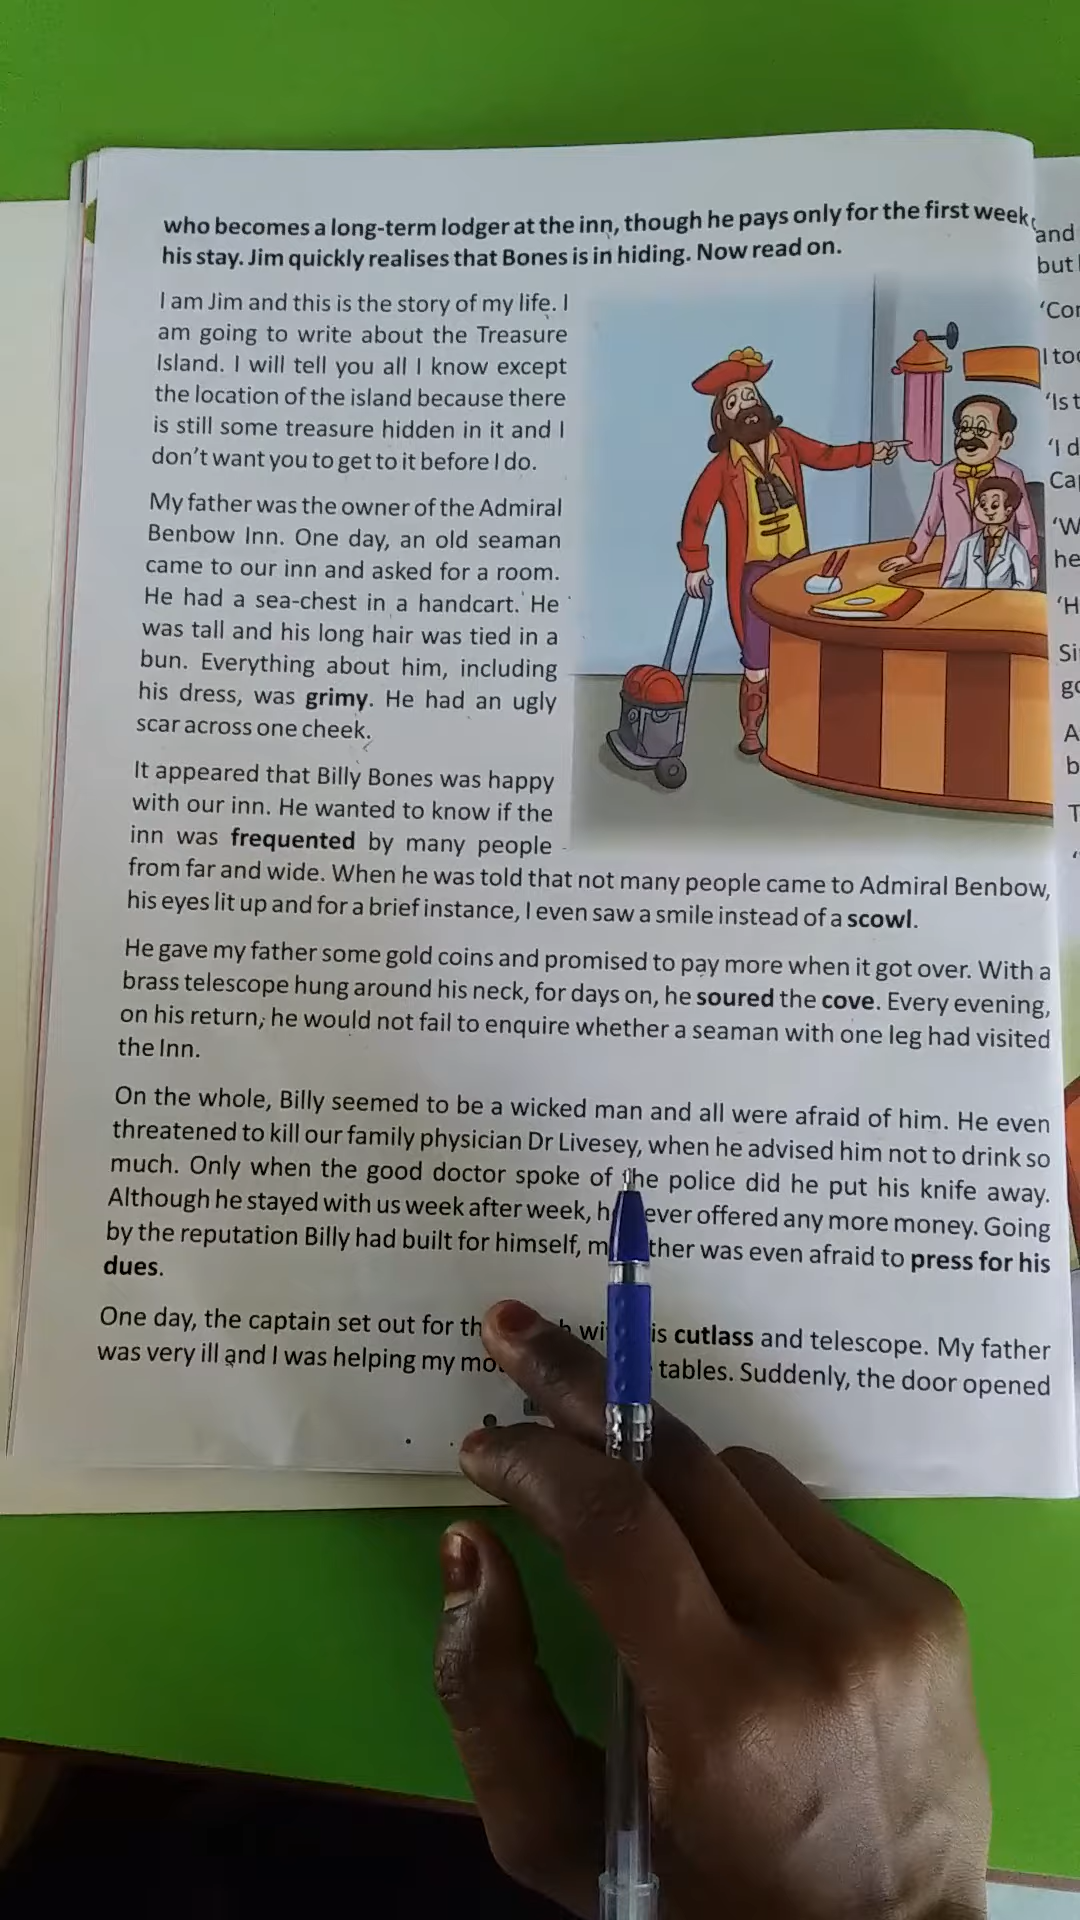 who becomes a long-term lodger at the inn, though he pays only for the first week
his stay. Jim quickly realises that Bones is in hiding. Now read on.
I am Jim and this is the story of my life. I
am going to write about the Treasure
Island. I will tell you all I know except
the location of the island because there
is still some treasure hidden in it and I
don't want you to get to it before I do.
My father was the owner of the Admiral
Benbow Inn. One day, an old seaman
came to our inn and asked for a room.
He had a sea-chest in a handcart. He
was tall and his long hair was tied in a
bun. Everything about him, including
his dress, was grimy. He had an ugly
scar across one cheek.
It appeared that Billy Bones was happy
with our inn. He wanted to know if the
inn was frequented by many people
from far and wide. When he was told that not many people came to Admiral Benbow,
his eyes lit up and for a brief instance, I even saw a smile instead of a scowl.
He gave my father some gold coins and promised to pay more when it got over. With a
brass telescope hung around his neck, for days on, he soured the cove. Every evening,
on his return, he would not fail to enquire whether a seaman with one leg had visited
the Inn.
On the whole, Billy seemed to be a wicked man and all were afraid of him. He even
threatened to kill our family physician Dr Livesey, when he advised him not to drink so
much. Only when the good doctor spoke of the police did he put his knife away.
Although he stayed with us week after week, ever offered any more money. Going
by the reputation Billy had built for himself, ther was even afraid to press for his
dues.
One day, the captain set out for th wi is cutlass and telescope. My father
was very ill and I was helping my mo tables. Suddenly, the door opened
and
but
'Cor
I too
'Is t
'I d
Ca
'W
he
'H
Si
go
A
b
T